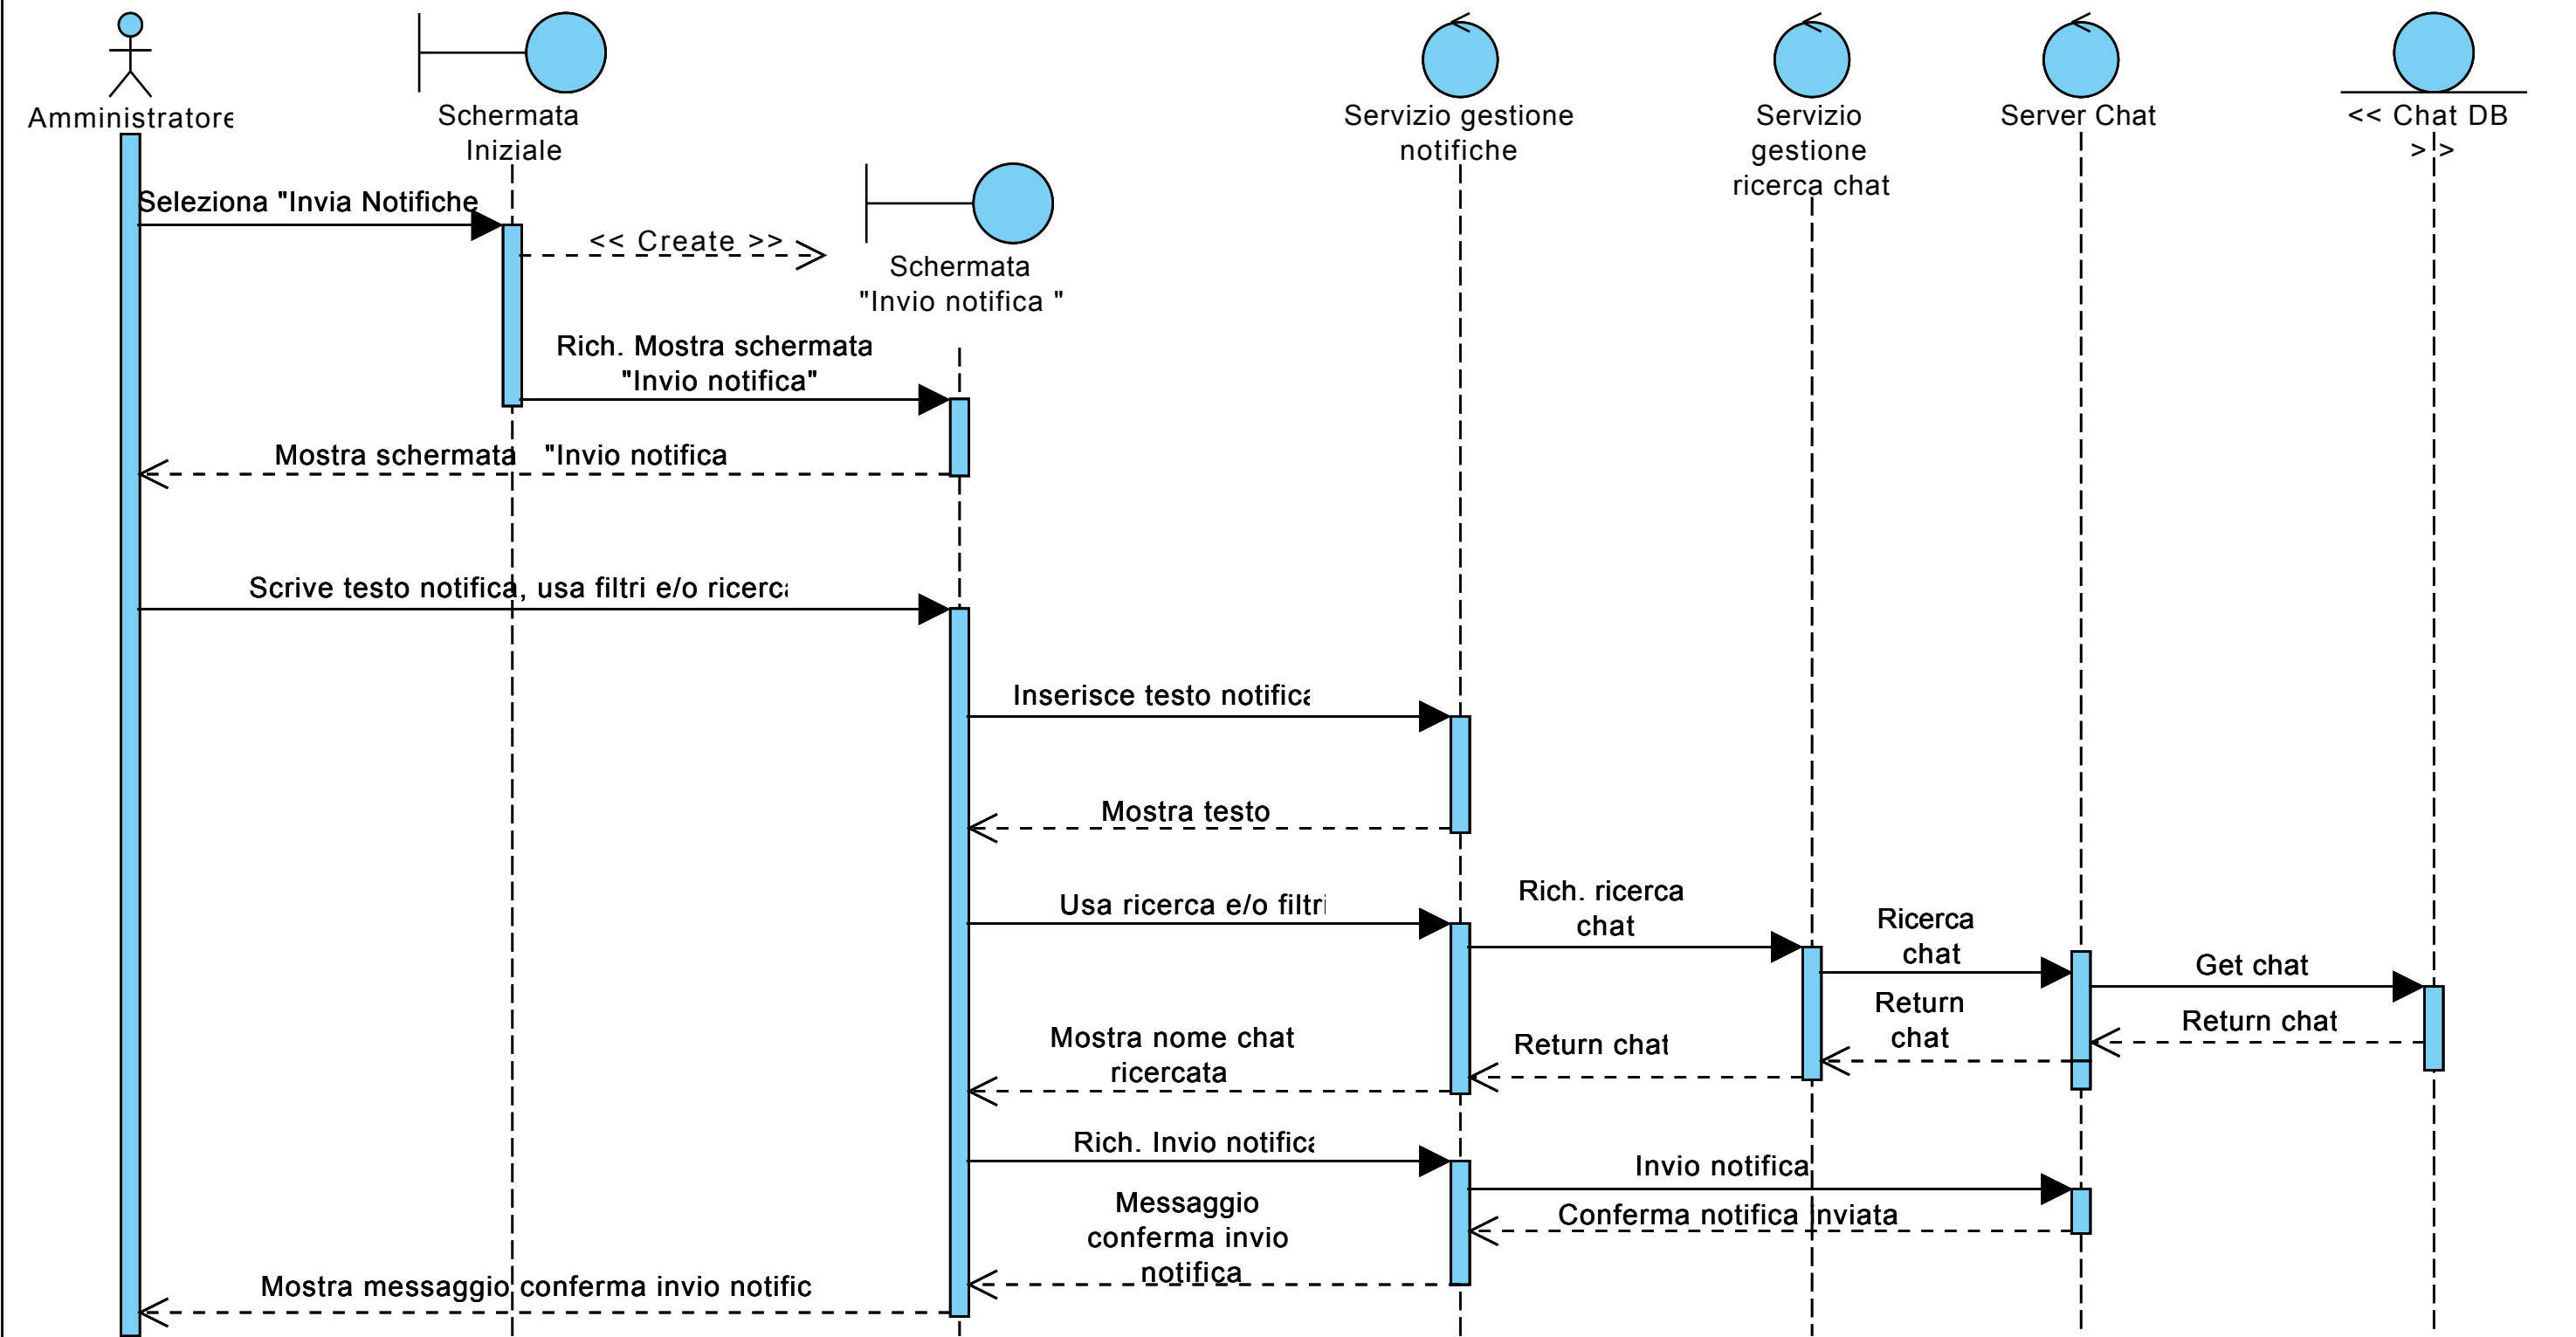 Amministratore
Schermata
Iniziale
Servizio gestione
notifiche
Servizio
gestione
ricerca chat
Server Chat
<< Chat DB
>>
Seleziona "Invia Notifiche
<< Create >>
Schermata
"Invio notifica "
Rich. Mostra schermata
"Invio notifica"
Mostra schermata "Invio notifica
Scrive testo notifica, usa filtri e/o ricerca
Inserisce testo notifica
Mostra testo
Usa ricerca e/o filtri
Rich. ricerca
chat
Ricerca
chat
Get chat
Return
chat
Return chat
Return chat
Mostra nome chat
ricercata
Rich. Invio notifica
Invio notifica
Messaggio
conferma invio
notifica
Conferma notifica inviata
Mostra messaggio conferma invio notific